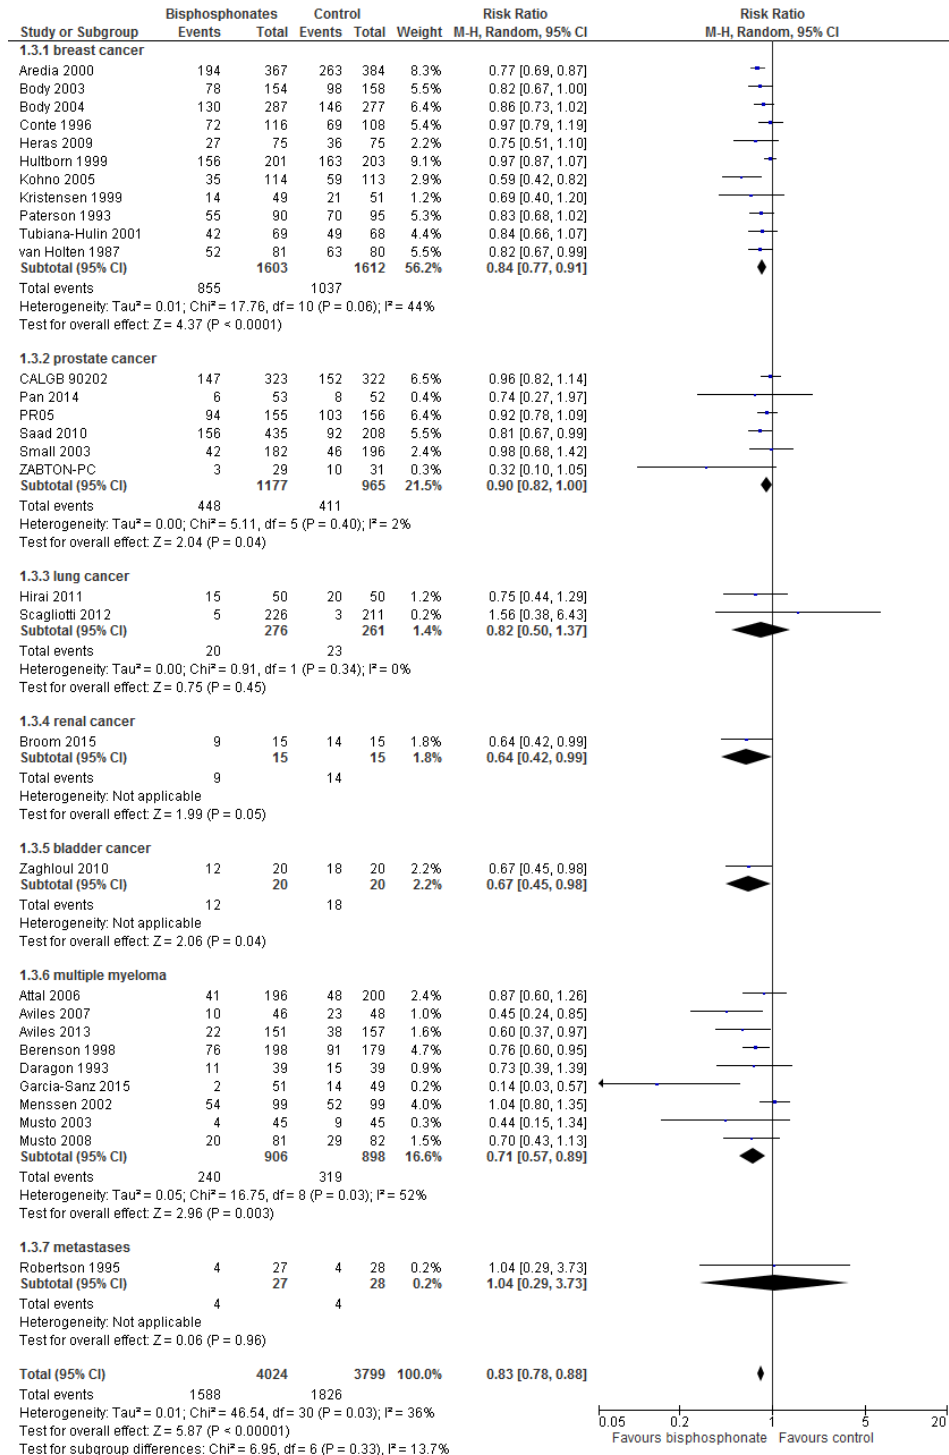 Bisphosphonates Control Risk Ratio Risk Ratio
Study or Subgroup Events Total Events Total Weight M-H, Random, 95% CI M-H, Random, 95% CI
1.3.1 breast cancer
Aredia 2000 194 367 263 384 8.3% 0.77 [0.69, 0.87]
Body 2003 78 154 98 158 5.5% 0.82 [0.67, 1.00]
Body 2004 130 287 146 277 6.4% 0.86 [0.73, 1.02]
Conte 1996 72 116 69 108 5.4% 0.97 [0.79, 1.19]
Heras 2009 27 75 36 75 2.2% 0.75 [0.51, 1.10]
Hultborn 1999 156 201 163 203 9.1% 0.97 [0.87, 1.07]
Kohno 2005 35 114 59 113 2.9% 0.59 [0.42, 0.82]
Kristensen 1999 14 49 21 51 1.2% 0.69 [0.40, 1.20]
Paterson 1993 55 90 70 95 5.3% 0.83 [0.68, 1.02]
Tubiana-Hulin 2001 42 69 49 68 4.4% 0.84 [0.66, 1.07]
van Holten 1987 52 81 63 80 5.5% 0.82 [0.67, 0.99]
Subtotal (95% CI) 1603 1612 56.2% 0.84 [0.77, 0.91]
Total events 855 1037
Heterogeneity: Tau² = 0.01; Chi² = 17.76, df = 10 (P = 0.06); I² = 44%
Test for overall effect: Z = 4.37 (P < 0.0001)
1.3.2 prostate cancer
CALGB 90202 147 323 152 322 6.5% 0.96 [0.82, 1.14]
Pan 2014 6 53 8 52 0.4% 0.74 [0.27, 1.97]
PR05 94 155 103 156 6.4% 0.92 [0.78, 1.09]
Saad 2010 156 435 92 208 5.5% 0.81 [0.67, 0.99]
Small 2003 42 182 46 196 2.4% 0.98 [0.68, 1.42]
ZABTON-PC 3 29 10 31 0.3% 0.32 [0.10, 1.05]
Subtotal (95% CI) 1177 965 21.5% 0.90 [0.82, 1.00]
Total events 448 411
Heterogeneity: Tau² = 0.00; Chi² = 5.11, df = 5 (P = 0.40); I² = 2%
Test for overall effect: Z = 2.04 (P = 0.04)
1.3.3 lung cancer
Hirai 2011 15 50 20 50 1.2% 0.75 [0.44, 1.29]
Scagliotti 2012 5 226 3 211 0.2% 1.56 [0.38, 6.43]
Subtotal (95% CI) 276 261 1.4% 0.82 [0.50, 1.37]
Total events 20 23
Heterogeneity: Tau² = 0.00; Chi² = 0.91, df = 1 (P = 0.34); I² = 0%
Test for overall effect: Z = 0.75 (P = 0.45)
1.3.4 renal cancer
Broom 2015 9 15 14 15 1.8% 0.64 [0.42, 0.99]
Subtotal (95% CI) 15 15 1.8% 0.64 [0.42, 0.99]
Total events 9 14
Heterogeneity: Not applicable
Test for overall effect: Z = 1.99 (P = 0.05)
1.3.5 bladder cancer
Zaghloul 2010 12 20 18 20 2.2% 0.67 [0.45, 0.98]
Subtotal (95% CI) 20 20 2.2% 0.67 [0.45, 0.98]
Total events 12 18
Heterogeneity: Not applicable
Test for overall effect: Z = 2.06 (P = 0.04)
1.3.6 multiple myeloma
Attal 2006 41 196 48 200 2.4% 0.87 [0.60, 1.26]
Aviles 2007 10 46 23 48 1.0% 0.45 [0.24, 0.85]
Aviles 2013 22 151 38 157 1.6% 0.60 [0.37, 0.97]
Berenson 1998 76 198 91 179 4.7% 0.76 [0.60, 0.95]
Daragon 1993 11 39 15 39 0.9% 0.73 [0.39, 1.39]
Garcia-Sanz 2015 2 51 14 49 0.2% 0.14 [0.03, 0.57]
Menssen 2002 54 99 52 99 4.0% 1.04 [0.80, 1.35]
Musto 2003 4 45 9 45 0.3% 0.44 [0.15, 1.34]
Musto 2008 20 81 29 82 1.5% 0.70 [0.43, 1.13]
Subtotal (95% CI) 906 898 16.6% 0.71 [0.57, 0.89]
Total events 240 319
Heterogeneity: Tau² = 0.05; Chi² = 16.75, df = 8 (P = 0.03); I² = 52%
Test for overall effect: Z = 2.96 (P = 0.003)
1.3.7 metastases
Robertson 1995 4 27 4 28 0.2% 1.04 [0.29, 3.73]
Subtotal (95% CI) 27 28 0.2% 1.04 [0.29, 3.73]
Total events 4 4
Heterogeneity: Not applicable
Test for overall effect: Z = 0.06 (P = 0.96)
Total (95% CI) 4024 3799 100.0% 0.83 [0.78, 0.88]
Total events 1588 1826
Heterogeneity: Tau² = 0.01; Chi² = 46.54, df = 30 (P = 0.03); I² = 36%
Test for overall effect: Z = 5.87 (P < 0.00001)
Test for subgroup differences: Chi² = 6.95, df = 6 (P = 0.33), I² = 13.7%
0.05 0.2 1 5 20
Favours bisphosphonate Favours control